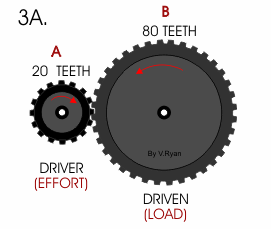 3A.
A
20 TEETH
B
80 TEETH
By V.Ryan
DRIVER
(EFFORT)
DRIVEN
(LOAD)